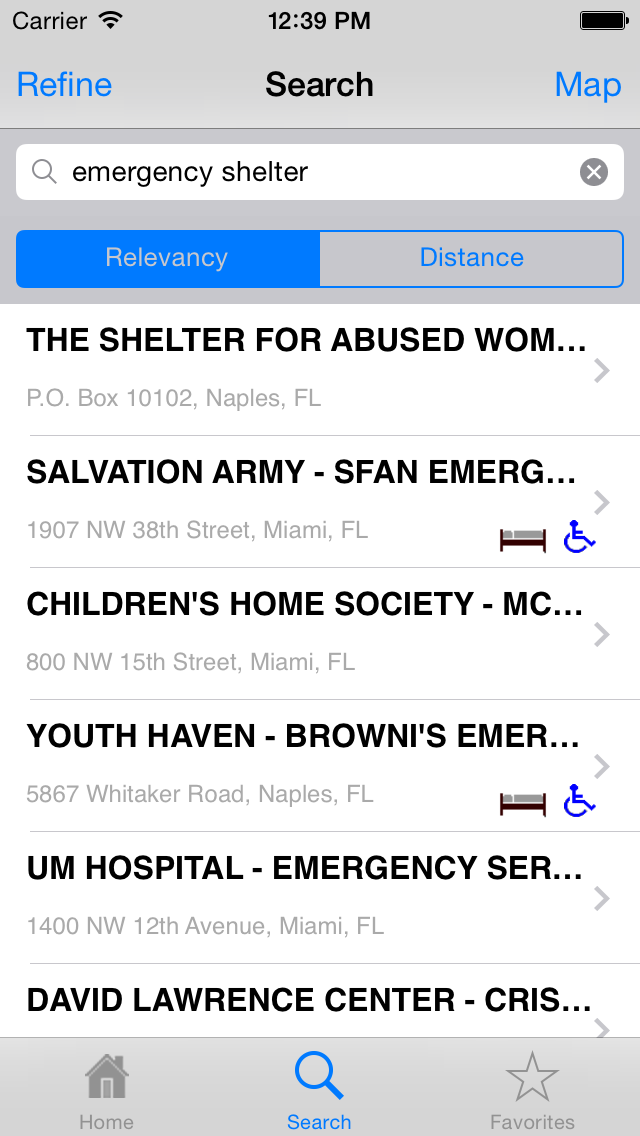 Carrier 12:39 PM
Refine Search Map
emergency shelter
Relevancy Distance
THE SHELTER FOR ABUSED WOM...
P.O. Box 10102, Naples, FL
SALVATION ARMY - SFAN EMERG...
1907 NW 38th Street, Miami, FL
CHILDREN'S HOME SOCIETY - MC...
800 NW 15th Street, Miami, FL
YOUTH HAVEN - BROWNI'S EMER...
5867 Whitaker Road, Naples, FL
UM HOSPITAL - EMERGENCY SER...
1400 NW 12th Avenue, Miami, FL
DAVID LAWRENCE CENTER - CRIS...
Home Search Favorites